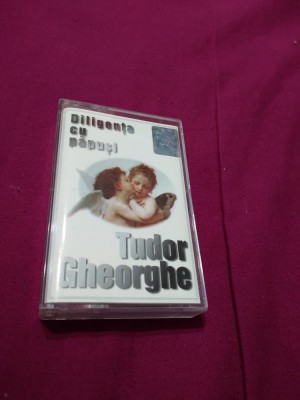 Diligența
cu
păpuși
Tudor
Gheorghe